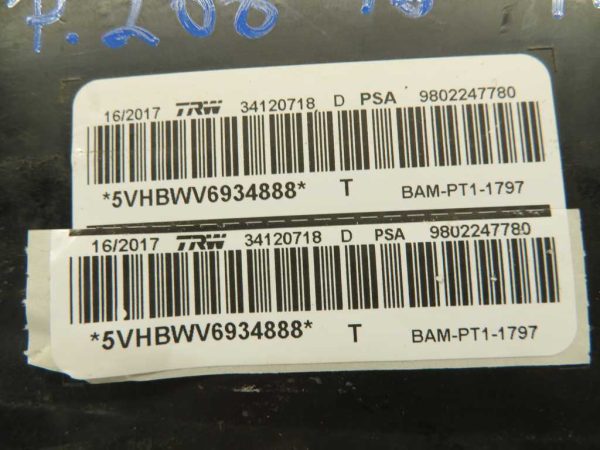 P.208
16/2017 TRW 34120718 D PSA 9802247780
*5VHBWV6934888* T BAM-PT1-1797
16/2017 TRW 34120718 D PSA 9802247780
*5VHBWV6934888* T BAM-PT1-1797